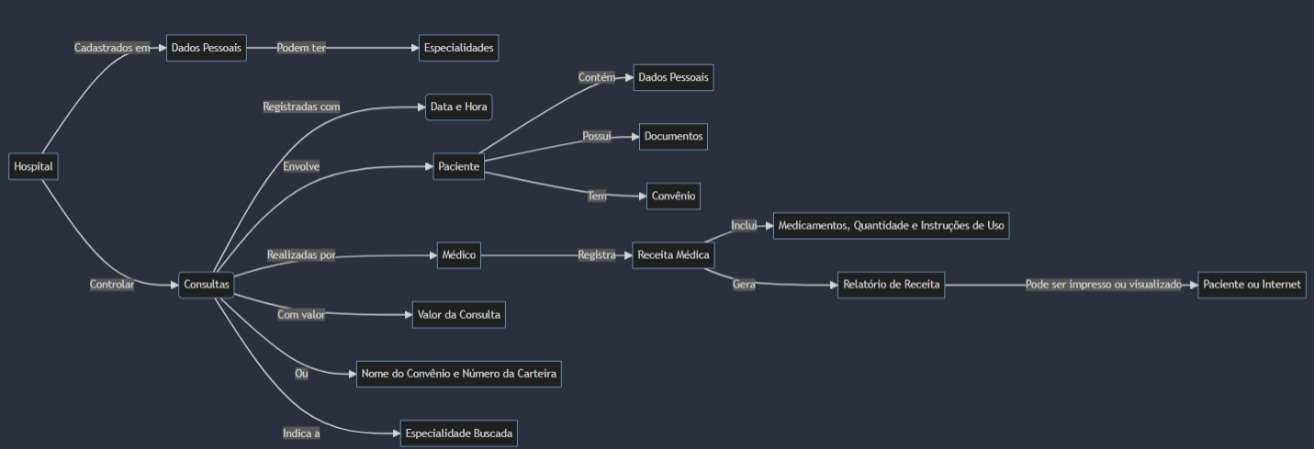 Cadastrados em
Dados Pessoais
Podem ter
Especialidades
Contém
Dados Pessoais
Registradas com
Data e Hora
Possui
Documentos
Hospital
Envolve
Paciente
Tem
Convênio
Inclui
Medicamentos, Quantidade e Instruções de Uso
Realizadas por
Médico
Registra
Receita Médica
Controlar
Consultas
Gera
Relatório de Receita
Pode ser impresso ou visualizado
Paciente ou Internet
Com valor
Valor da Consulta
Ou
Nome do Convênio e Número da Carteira
Indica a
Especialidade Buscada